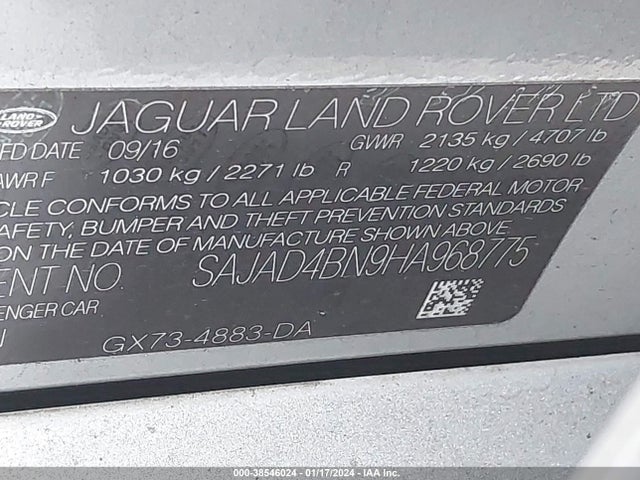 LAND ROVER JAGUAR LAND ROVER LTD
FD DATE 09/16 GVWR 2135 kg / 4707 lb
AWR F 1030 kg / 2271 lb R 1220 kg / 2690 lb
CLE CONFORMS TO ALL APPLICABLE FEDERAL MOTOR
SAFETY, BUMPER AND THEFT PREVENTION STANDARDS
ON THE DATE OF MANUFACTURE SHOWN ABOVE.
ENT NO. SAJAD4BN9HA968775
ENGER CAR
GX73-4883-DA
000-38546024 | 01/17/2024 | IAA Inc.